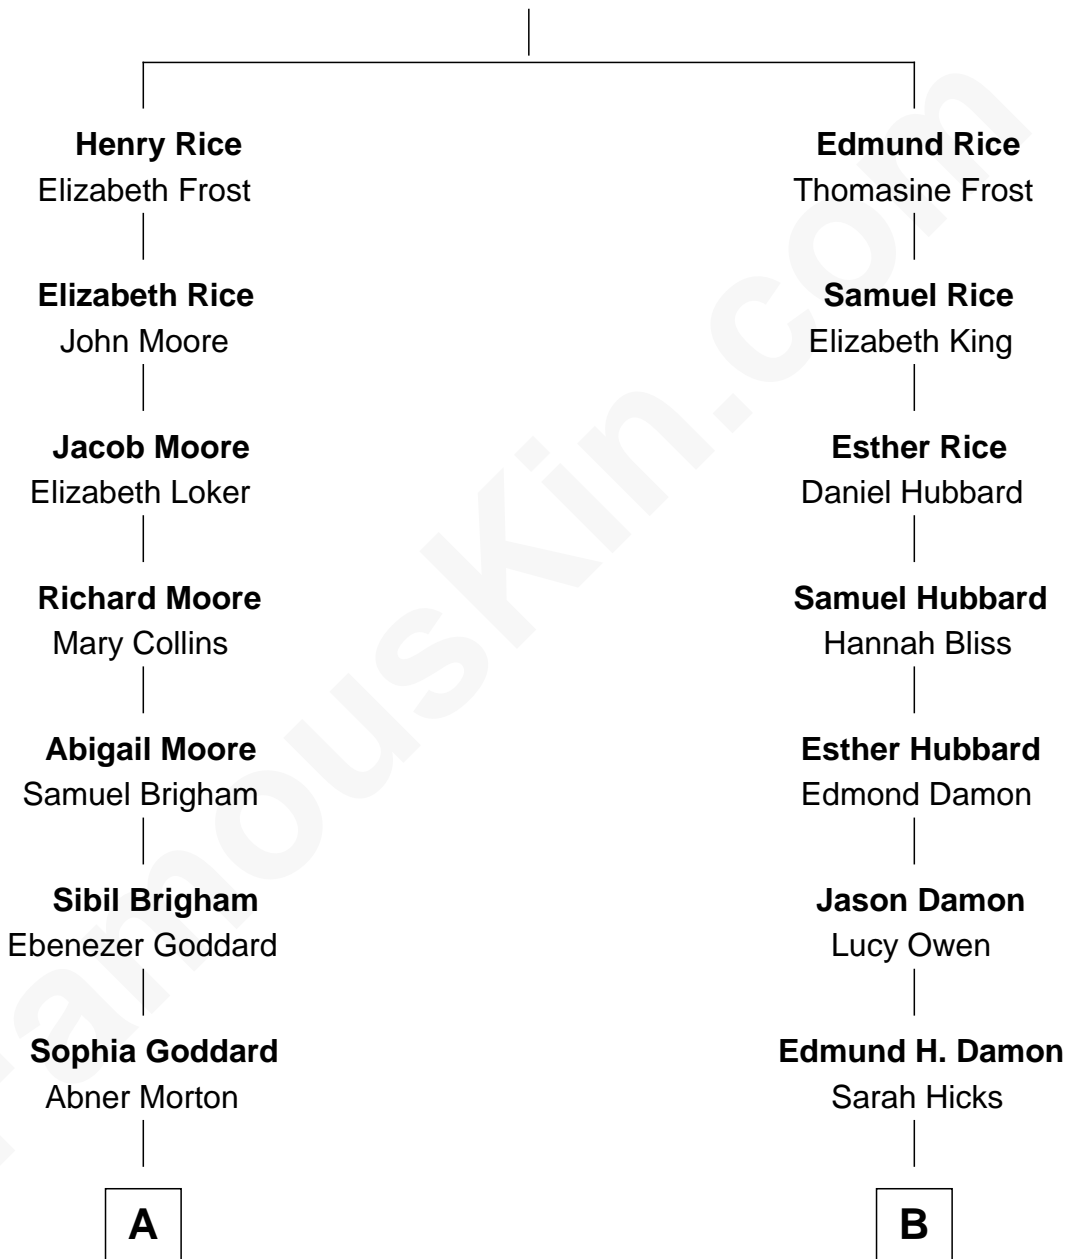 Henry Rice
Elizabeth Frost
Elizabeth Rice
John Moore
Jacob Moore
Elizabeth Loker
Richard Moore
Mary Collins
Abigail Moore
Samuel Brigham
Sibil Brigham
Ebenezer Goddard
Sophia Goddard
Abner Morton
A
Edmund Rice
Thomasine Frost
Samuel Rice
Elizabeth King
Esther Rice
Daniel Hubbard
Samuel Hubbard
Hannah Bliss
Esther Hubbard
Edmond Damon
Jason Damon
Lucy Owen
Edmund H. Damon
Sarah Hicks
B
FamousKin.com